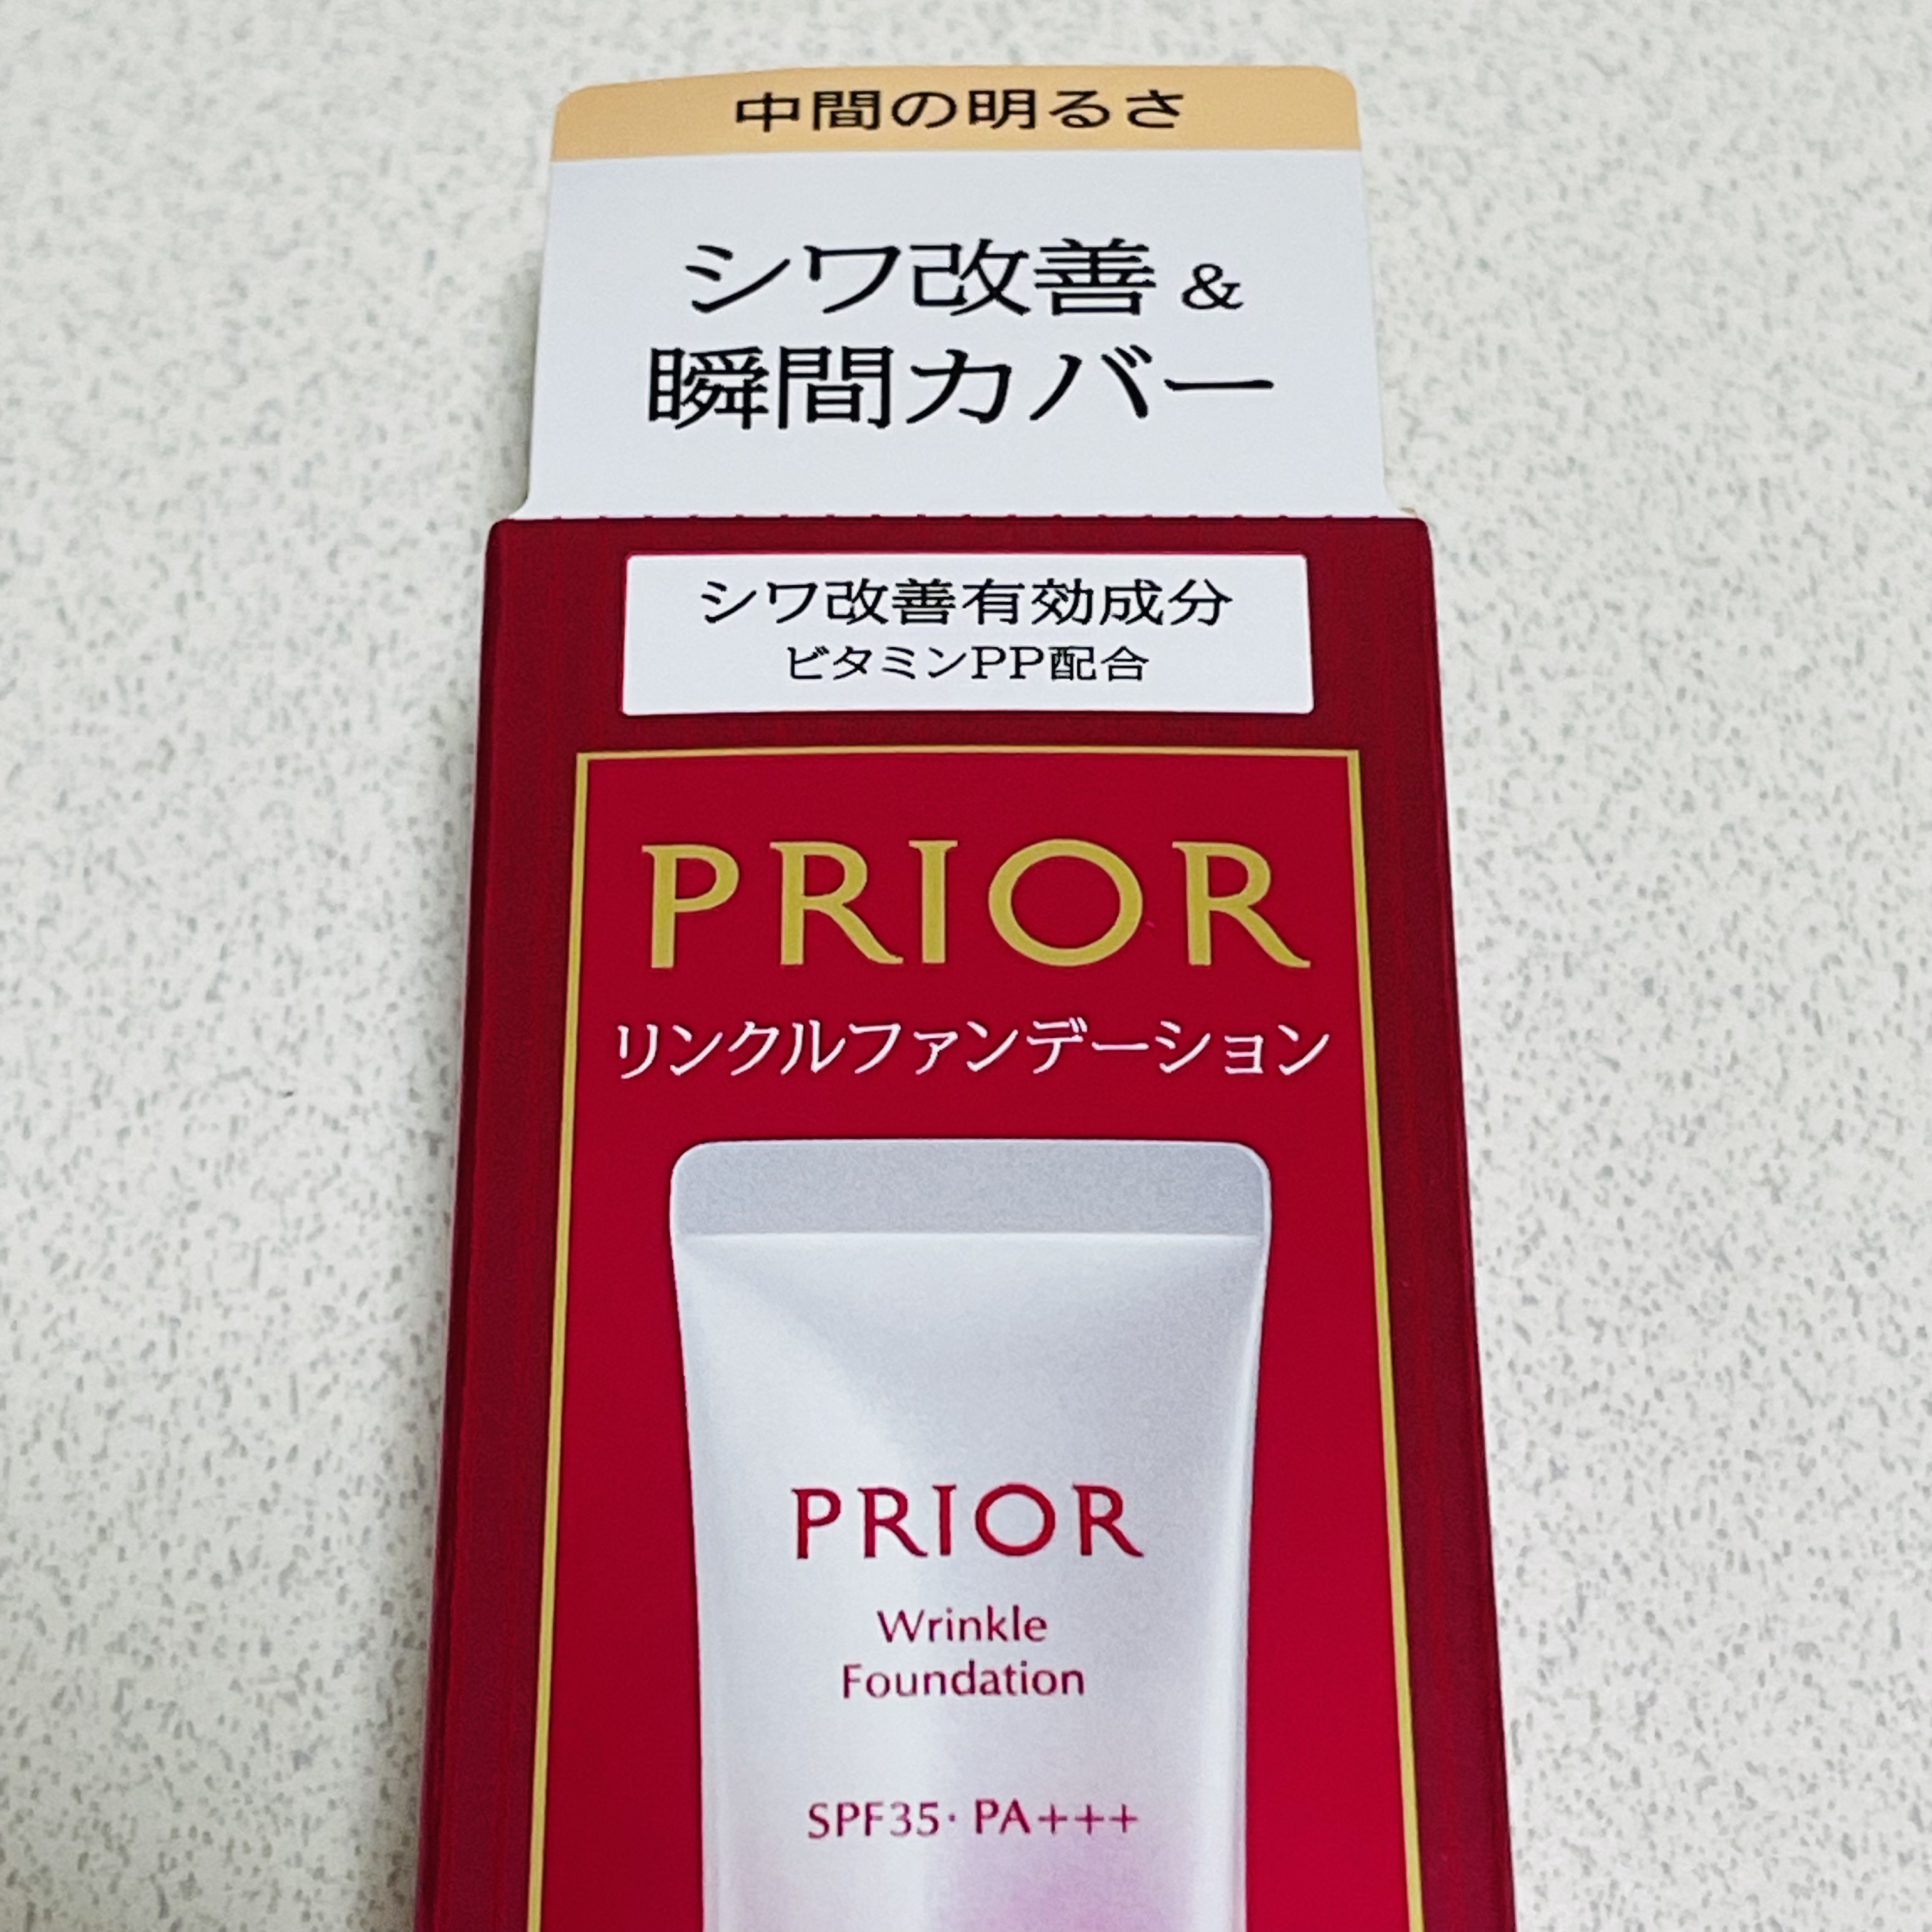 中間の明るさ
シワ改善&
瞬間カバー
シワ改善有効成分
ビタミンPP配合
PRIOR
リンクルファンデーション
PRIOR
Wrinkle
Foundation
SPF35・PA+++